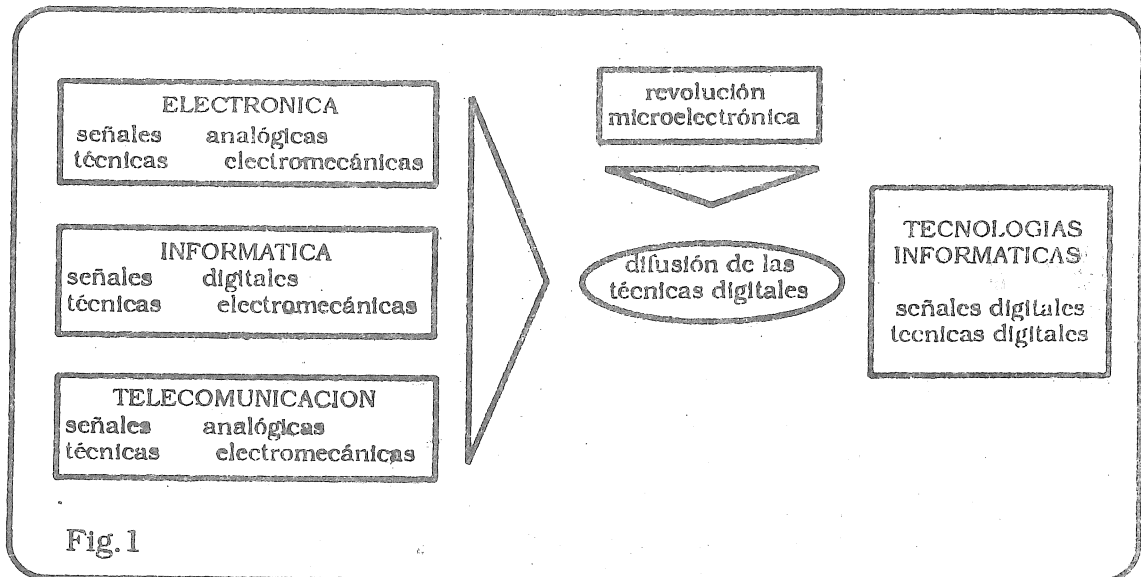 ELECTRÓNICA
señales analógicas
técnicas electromecánicas
INFORMATICA
señales digitales
técnicas electromecánicas
TELECOMUNICACION
señales analógicas
técnicas electromecánicas
revolución
microelectrónica
difusión de las
técnicas digitales
TECNOLOGIAS
INFORMATICAS
señales digitales
tecnicas digitales
Fig.1